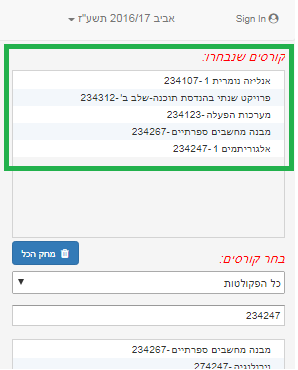 אביב 2016/17 תשע"ז Sign In
קורסים שנבחרו:
אנליזה נומרית 1 -234107
פרויקט שנתי בהנדסת תוכנה-שלב ב' -234312
מערכות הפעלה -234123
מבנה מחשבים ספרתיים -234267
אלגוריתמים 1 -234247
מחק הכל
בחר קורסים:
כל הפקולטות
234247
מבנה מחשבים ספרתיים -234267
וירולוגיה -274247